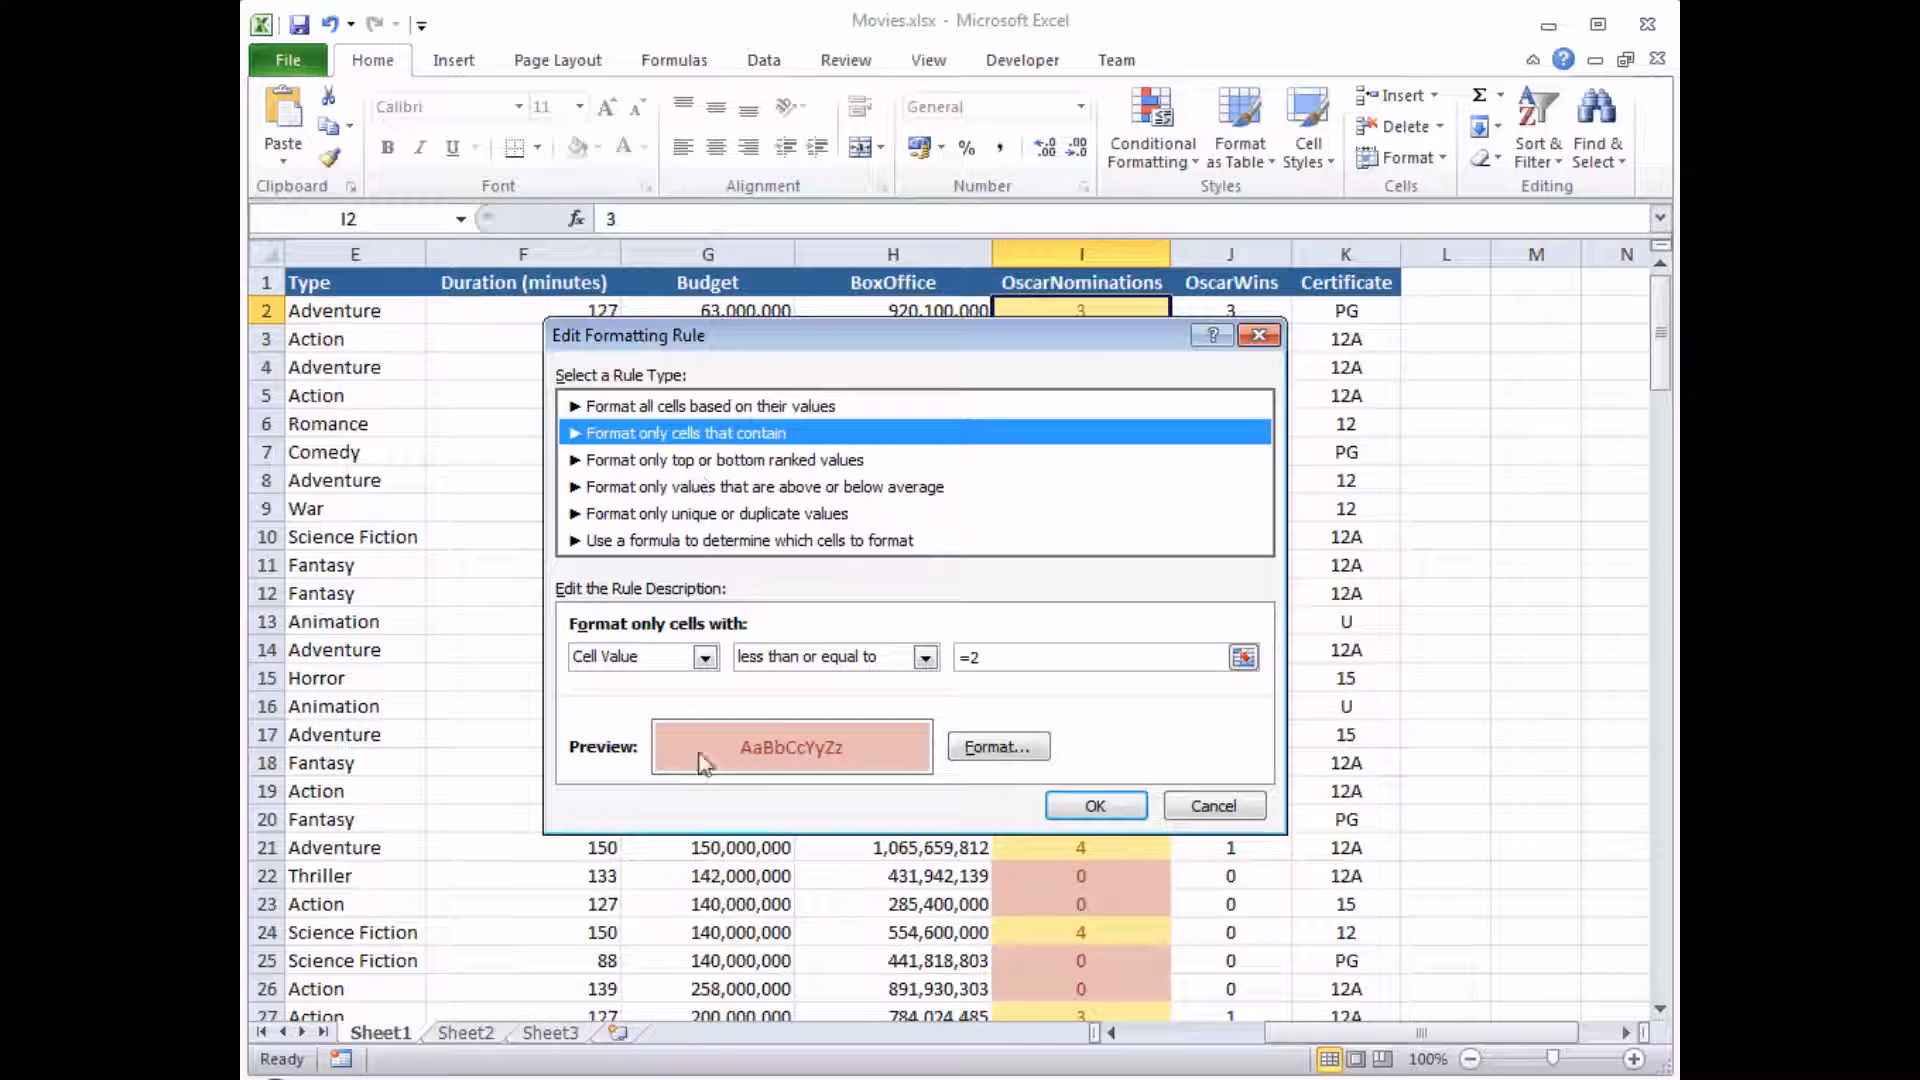 Movies.xlsx - Microsoft Excel
File Home Insert Page Layout Formulas Data Review View Developer Team
Calibri 11 General Insert
Delete
Paste B I U A % Conditional Formatting Format as Table Cell Styles Format Sort & Filter Find & Select
Clipboard Font Alignment Number Styles Cells Editing
I2 fx 3
E F G H I J K L M N
1 Type Duration (minutes) Budget BoxOffice OscarNominations OscarWins Certificate
2 Adventure 127 63,000,000 920,100,000 3 3 PG
3 Action 12A
4 Adventure 12A
5 Action 12A
6 Romance 12
7 Comedy PG
8 Adventure 12
9 War 12
10 Science Fiction 12A
11 Fantasy 12A
12 Fantasy 12A
13 Animation U
14 Adventure 12A
15 Horror 15
16 Animation U
17 Adventure 15
18 Fantasy 12A
19 Action 12A
20 Fantasy PG
21 Adventure 150 150,000,000 1,065,659,812 4 1 12A
22 Thriller 133 142,000,000 431,942,139 0 0 12A
23 Action 127 140,000,000 285,400,000 0 0 15
24 Science Fiction 150 140,000,000 554,600,000 4 0 12
25 Science Fiction 88 140,000,000 441,818,803 0 0 PG
26 Action 139 258,000,000 891,930,303 0 0 12A
27 Action 127 200,000,000 784,024,485 3 1 12A
Edit Formatting Rule
Select a Rule Type:
► Format all cells based on their values
► Format only cells that contain
► Format only top or bottom ranked values
► Format only values that are above or below average
► Format only unique or duplicate values
► Use a formula to determine which cells to format
Edit the Rule Description:
Format only cells with:
Cell Value less than or equal to =2
Preview: AaBbCcYyZz Format...
OK Cancel
Sheet1 Sheet2 Sheet3
Ready 100%